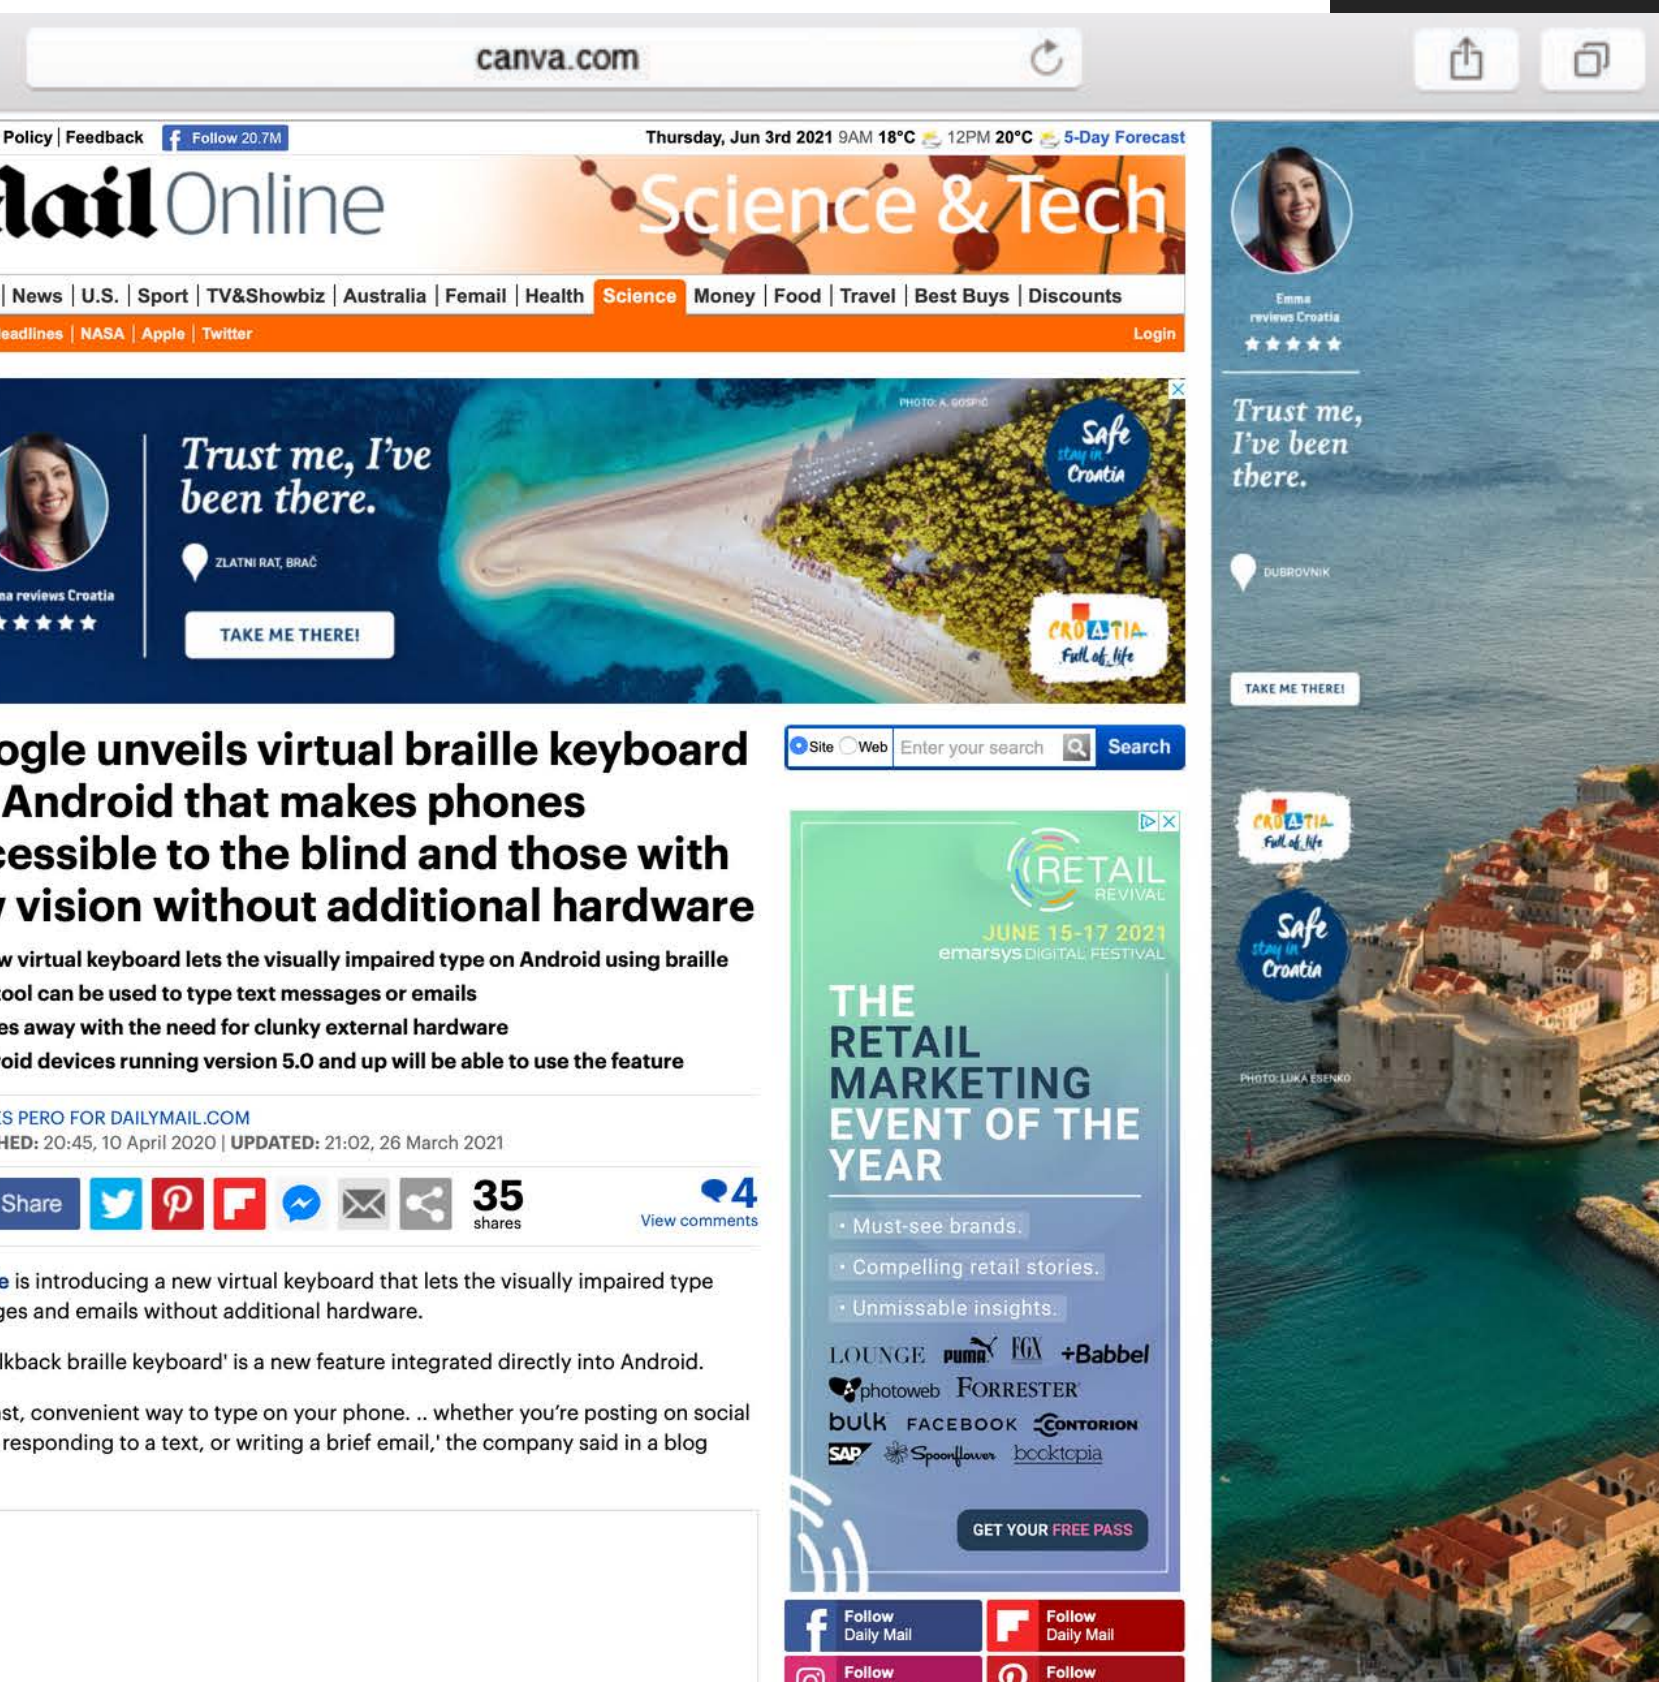 canva.com
Policy | Feedback
Follow 20.7M
Thursday, Jun 3rd 2021 9AM 18°C 12PM 20°C 5-Day Forecast
Mail Online
Science & Tech
| News | U.S. | Sport | TV&Showbiz | Australia | Femail | Health Science Money | Food | Travel | Best Buys | Discounts
eadlines | NASA | Apple | Twitter
Login
na reviews Croatia
Trust me, I've
been there.
ZLATNI RAT, BRAČ
TAKE ME THERE!
PHOTO: A. GOSPIĆ
Safe
stay in
Croatia
CROATIA
Full of life
ogle unveils virtual braille keyboard
Android that makes phones
cessible to the blind and those with
vision without additional hardware
w virtual keyboard lets the visually impaired type on Android using braille
tool can be used to type text messages or emails
es away with the need for clunky external hardware
oid devices running version 5.0 and up will be able to use the feature
ES PERO FOR DAILYMAIL.COM
HED: 20:45, 10 April 2020 | UPDATED: 21:02, 26 March 2021
Share
35
shares
4
View comments
e is introducing a new virtual keyboard that lets the visually impaired type
ges and emails without additional hardware.
lkback braille keyboard' is a new feature integrated directly into Android.
ast, convenient way to type on your phone. .. whether you're posting on social
responding to a text, or writing a brief email,' the company said in a blog
Site Web Enter your search Search
RETAIL
REVIVAL
JUNE 15-17 2021
emarsys DIGITAL FESTIVAL
THE
RETAIL
MARKETING
EVENT OF THE
YEAR
· Must-see brands.
· Compelling retail stories.
· Unmissable insights.
LOUNGE PUMA FGX +Babbel
photoweb FORRESTER
bulk FACEBOOK CONTORION
SAP Spoonflower booktopia
GET YOUR FREE PASS
Follow
Daily Mail
Follow
Daily Mail
Follow
Follow
Emma
reviews Croatia
Trust me,
I've been
there.
DUBROVNIK
TAKE ME THERE!
CROATIA
Full of life
Safe
stay in
Croatia
PHOTO: LUKA ESENKO